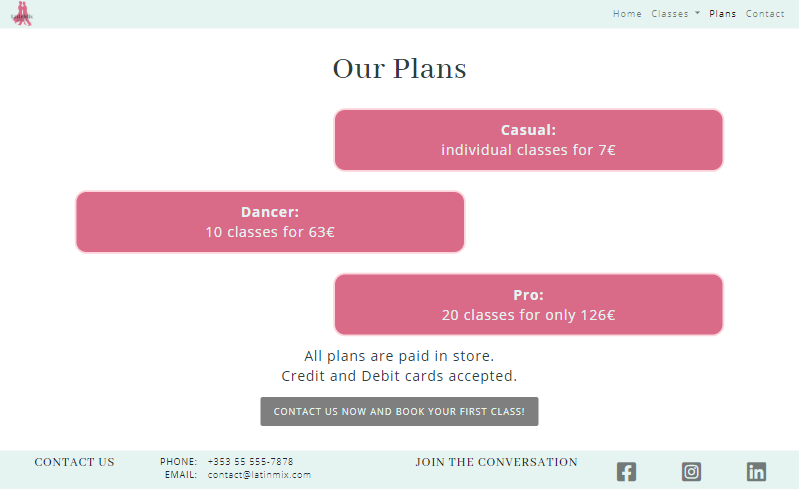 Home Classes Plans Contact
Our Plans
Casual:
individual classes for 7€
Dancer:
10 classes for 63€
Pro:
20 classes for only 126€
All plans are paid in store.
Credit and Debit cards accepted.
CONTACT US NOW AND BOOK YOUR FIRST CLASS!
CONTACT US
PHONE: +353 55 555-7878
EMAIL: contact@latinmix.com
JOIN THE CONVERSATION